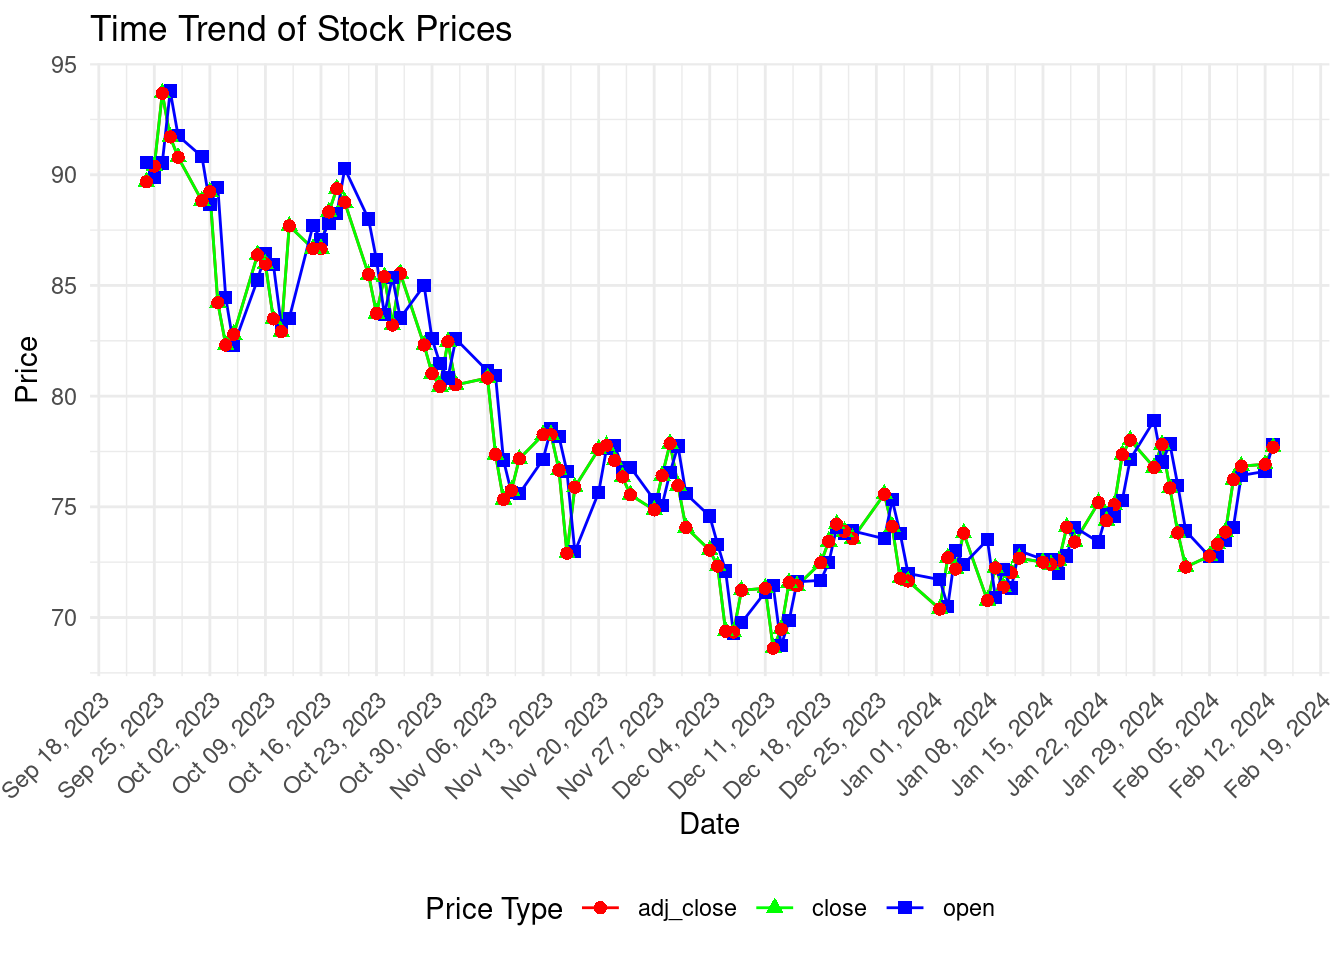 Time Trend of Stock Prices
Price
95
90
85
80
75
70
Sep 18, 2023
Sep 25, 2023
Oct 02, 2023
Oct 09, 2023
Oct 16, 2023
Oct 23, 2023
Oct 30, 2023
Nov 06, 2023
Nov 13, 2023
Nov 20, 2023
Nov 27, 2023
Dec 04, 2023
Dec 11, 2023
Dec 18, 2023
Dec 25, 2023
Jan 01, 2024
Jan 08, 2024
Jan 15, 2024
Jan 22, 2024
Jan 29, 2024
Feb 05, 2024
Feb 12, 2024
Feb 19, 2024
Date
Price Type adj_close close open